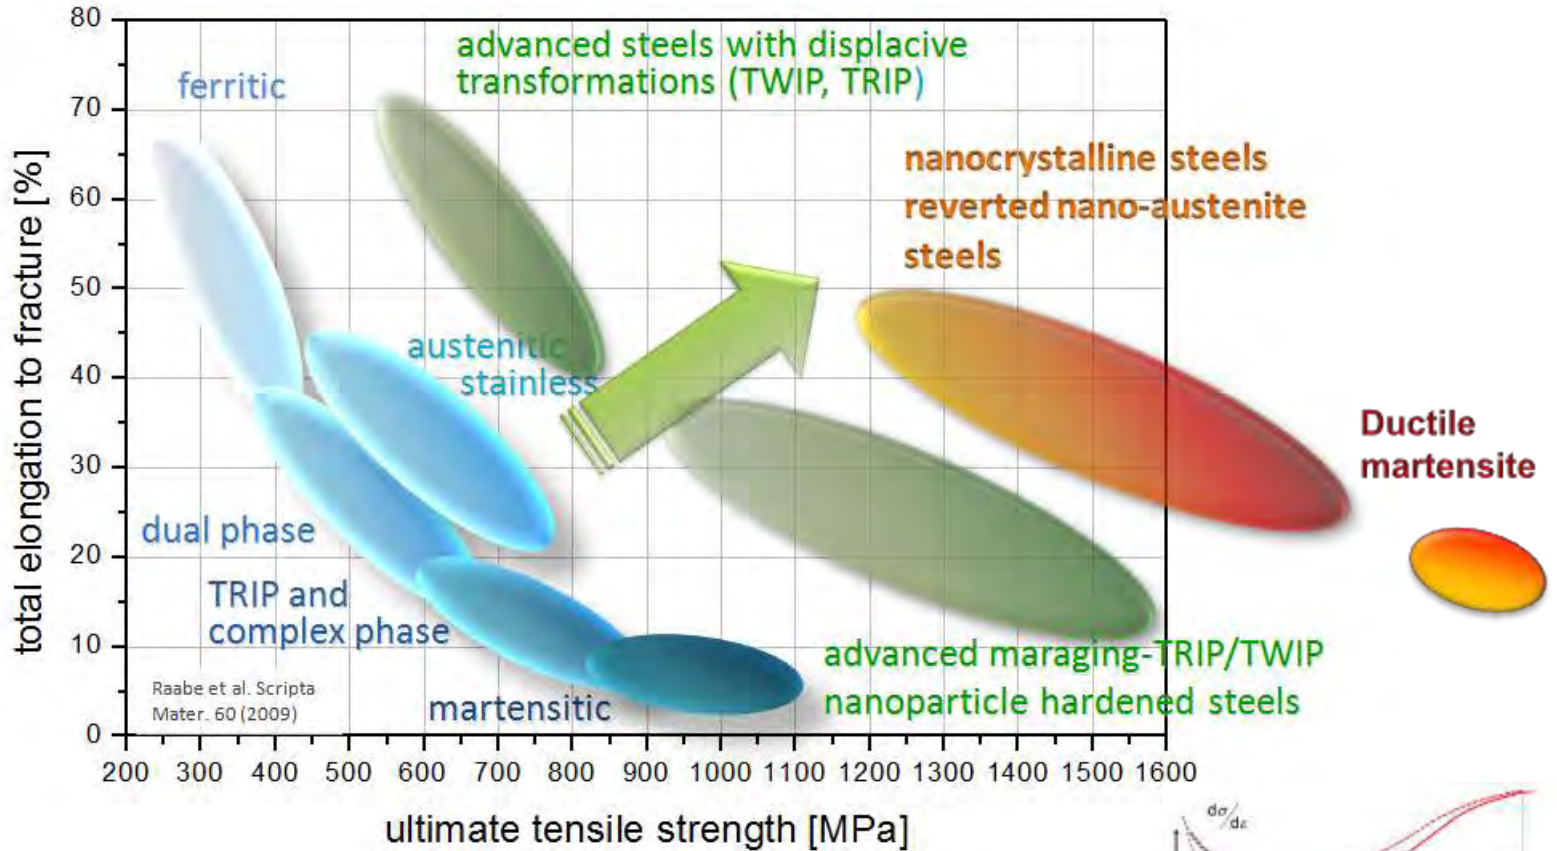 80
70
60
50
40
30
20
10
0
total elongation to fracture [%]
ferritic
advanced steels with displacive
transformations (TWIP, TRIP)
nanocrystalline steels
reverted nano-austenite
steels
austenitic
stainless
Ductile
martensite
dual phase
TRIP and
complex phase
martensitic
advanced maraging-TRIP/TWIP
nanoparticle hardened steels
Raabe et al. Scripta
Mater. 60 (2009)
200 300 400 500 600 700 800 900 1000 1100 1200 1300 1400 1500 1600
ultimate tensile strength [MPa]
dσ/dε